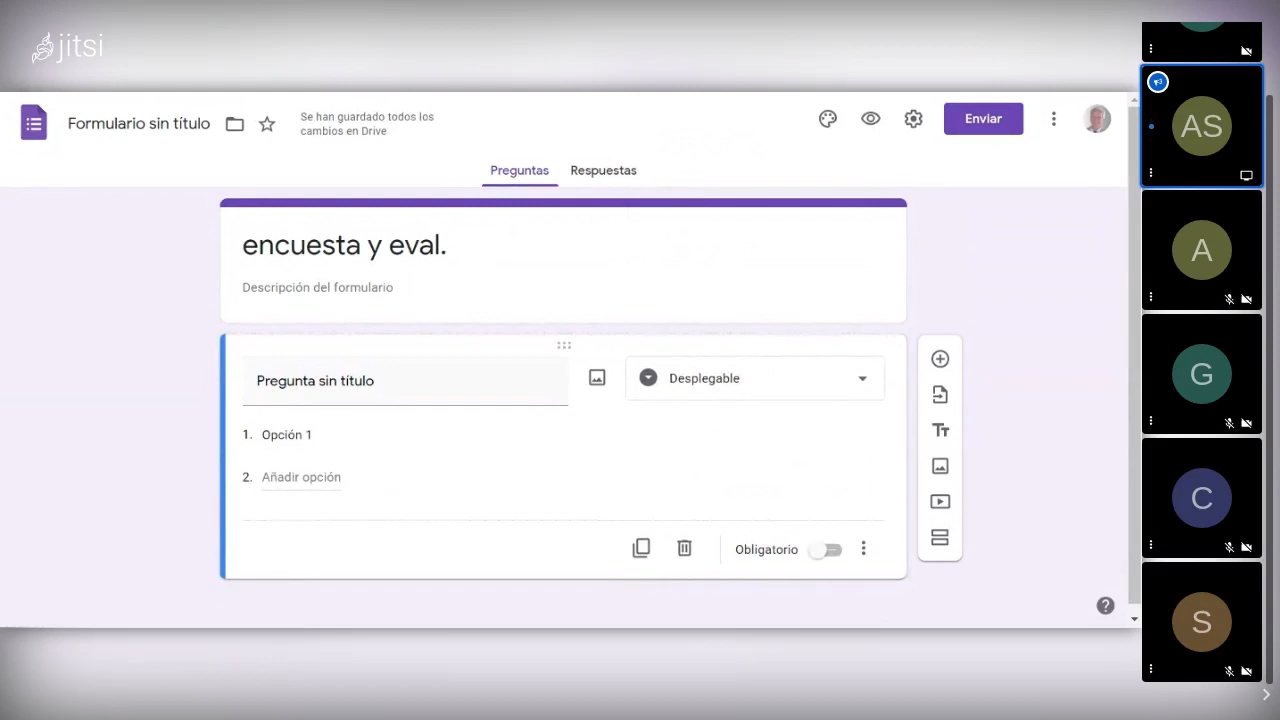 jitsi
Formulario sin título
Se han guardado todos los
cambios en Drive
Enviar
Preguntas
Respuestas
encuesta y eval.
Descripción del formulario
Pregunta sin título
Desplegable
1. Opción 1
2. Añadir opción
Obligatorio
AS
A
G
C
S